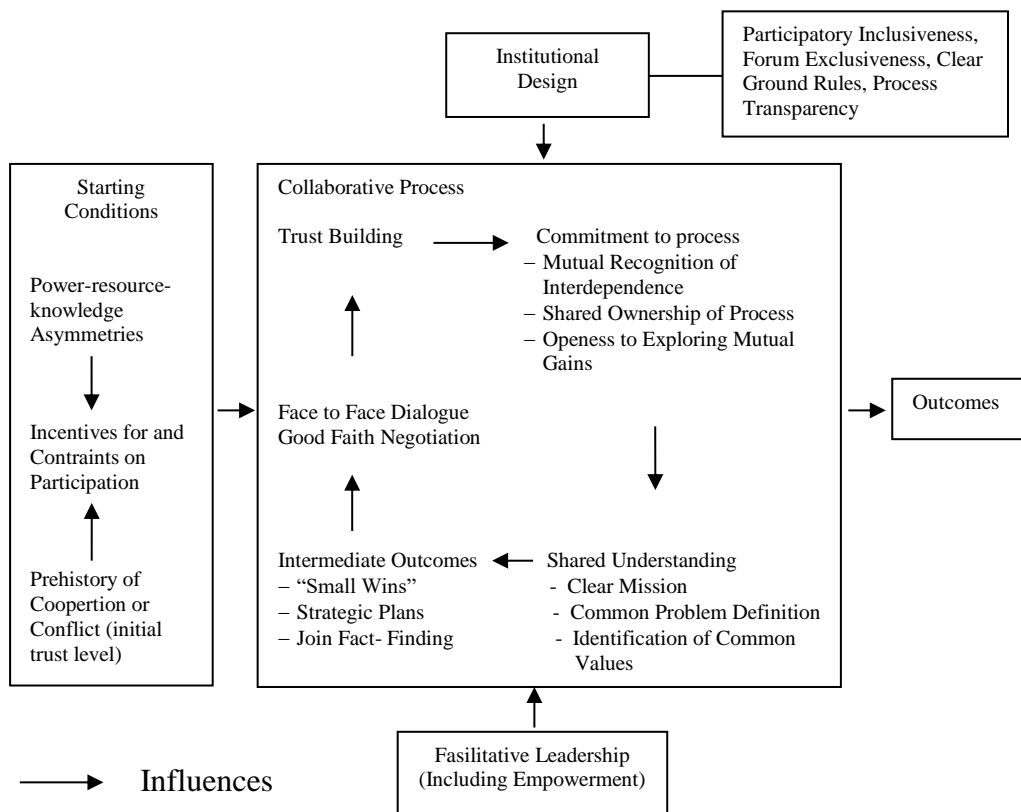 Institutional
Design
Participatory Inclusiveness,
Forum Exclusiveness, Clear
Ground Rules, Process
Transparency
Starting
Conditions
Power-resource-
knowledge
Asymmetries
Incentives for and
Contraints on
Participation
Prehistory of
Coopertion or
Conflict (initial
trust level)
Collaborative Process
Trust Building
Commitment to process
– Mutual Recognition of
Interdependence
– Shared Ownership of Process
– Openess to Exploring Mutual
Gains
Face to Face Dialogue
Good Faith Negotiation
Intermediate Outcomes
– “Small Wins”
– Strategic Plans
– Join Fact- Finding
Shared Understanding
- Clear Mission
- Common Problem Definition
- Identification of Common
Values
Outcomes
Fasilitative Leadership
(Including Empowerment)
Influences